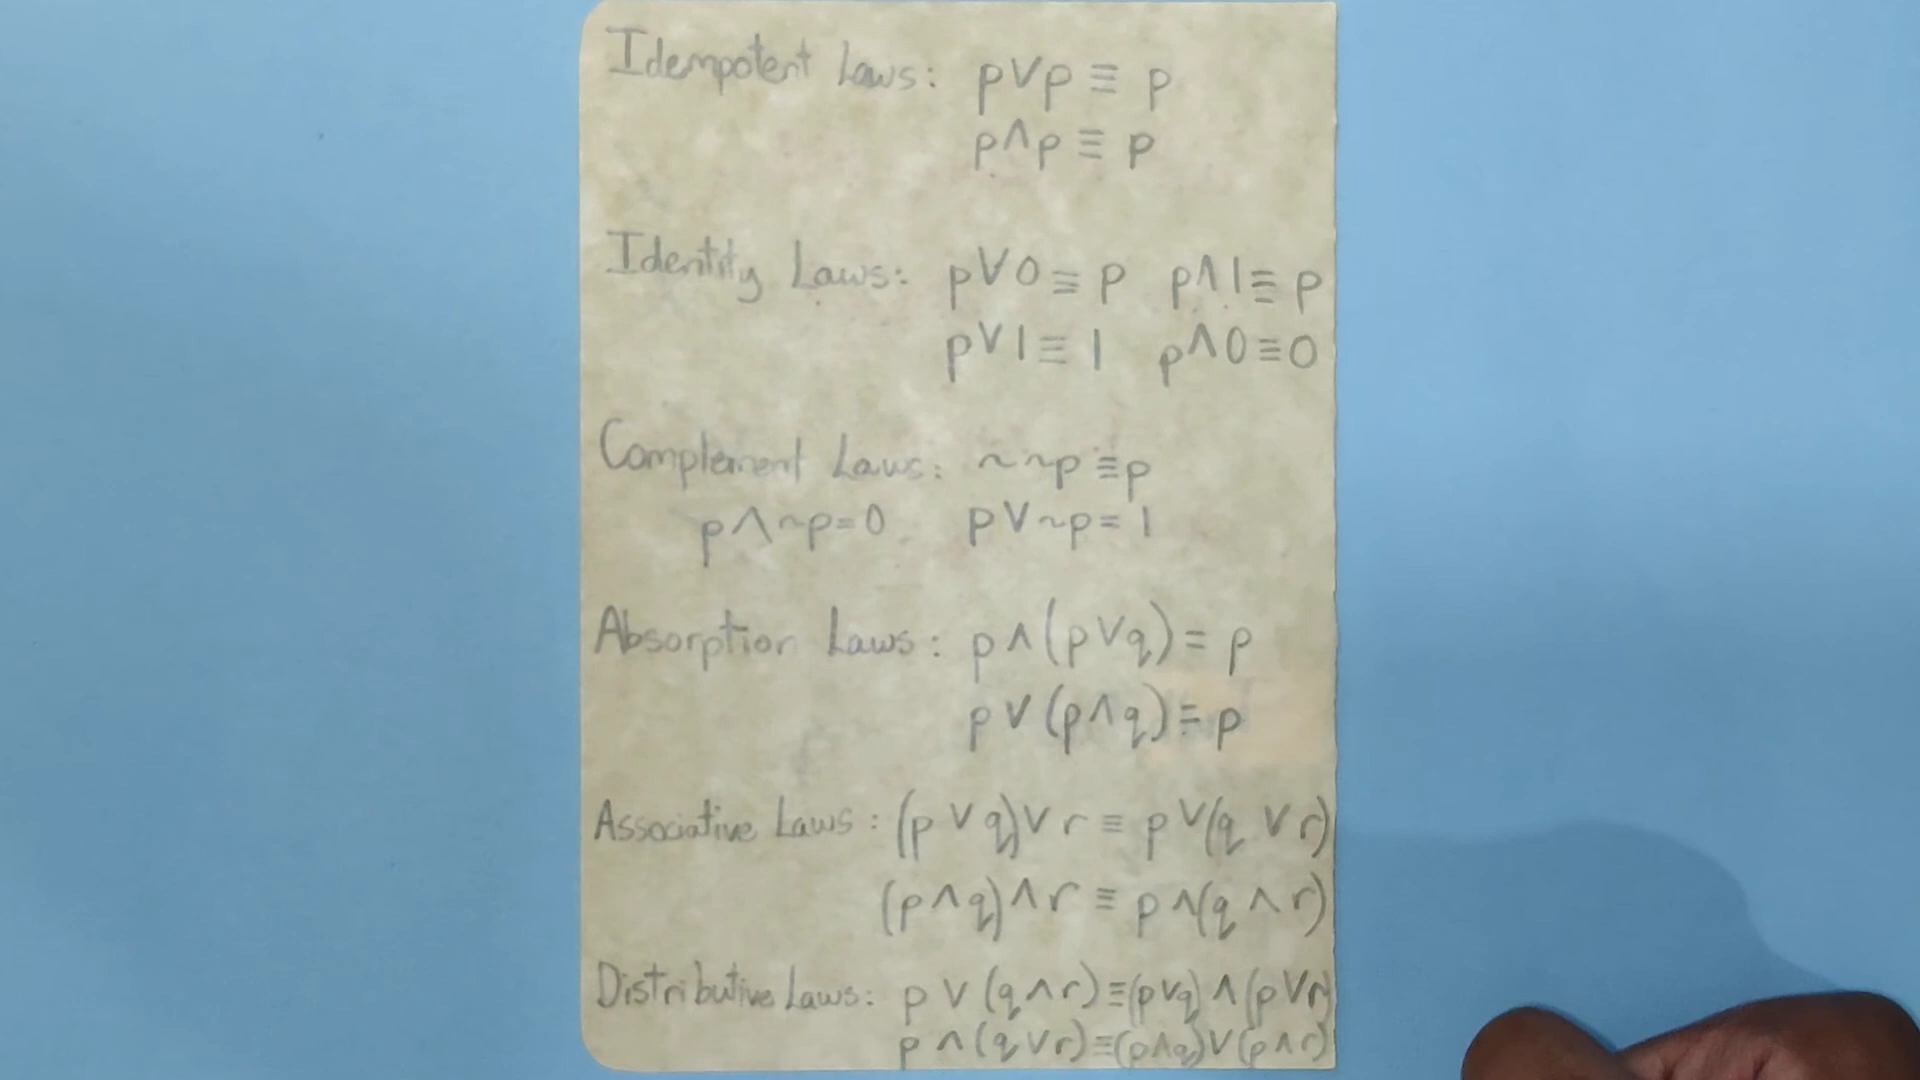 Idempotent Laws: p∨p ≡ p
p∧p ≡ p
Identity Laws: p∨0 ≡ p p∧1 ≡ p
p∨1 ≡ 1 p∧0 ≡ 0
Complement Laws: ~~p ≡ p
p∧~p = 0 p∨~p = 1
Absorption Laws: p∧(p∨q) = p
p∨(p∧q) ≡ p
Associative Laws: (p∨q)∨r ≡ p∨(q∨r)
(p∧q)∧r ≡ p∧(q∧r)
Distributive Laws: p∨(q∧r) ≡ (p∨q)∧(p∨r)
p∧(q∨r) ≡ (p∧q)∨(p∧r)